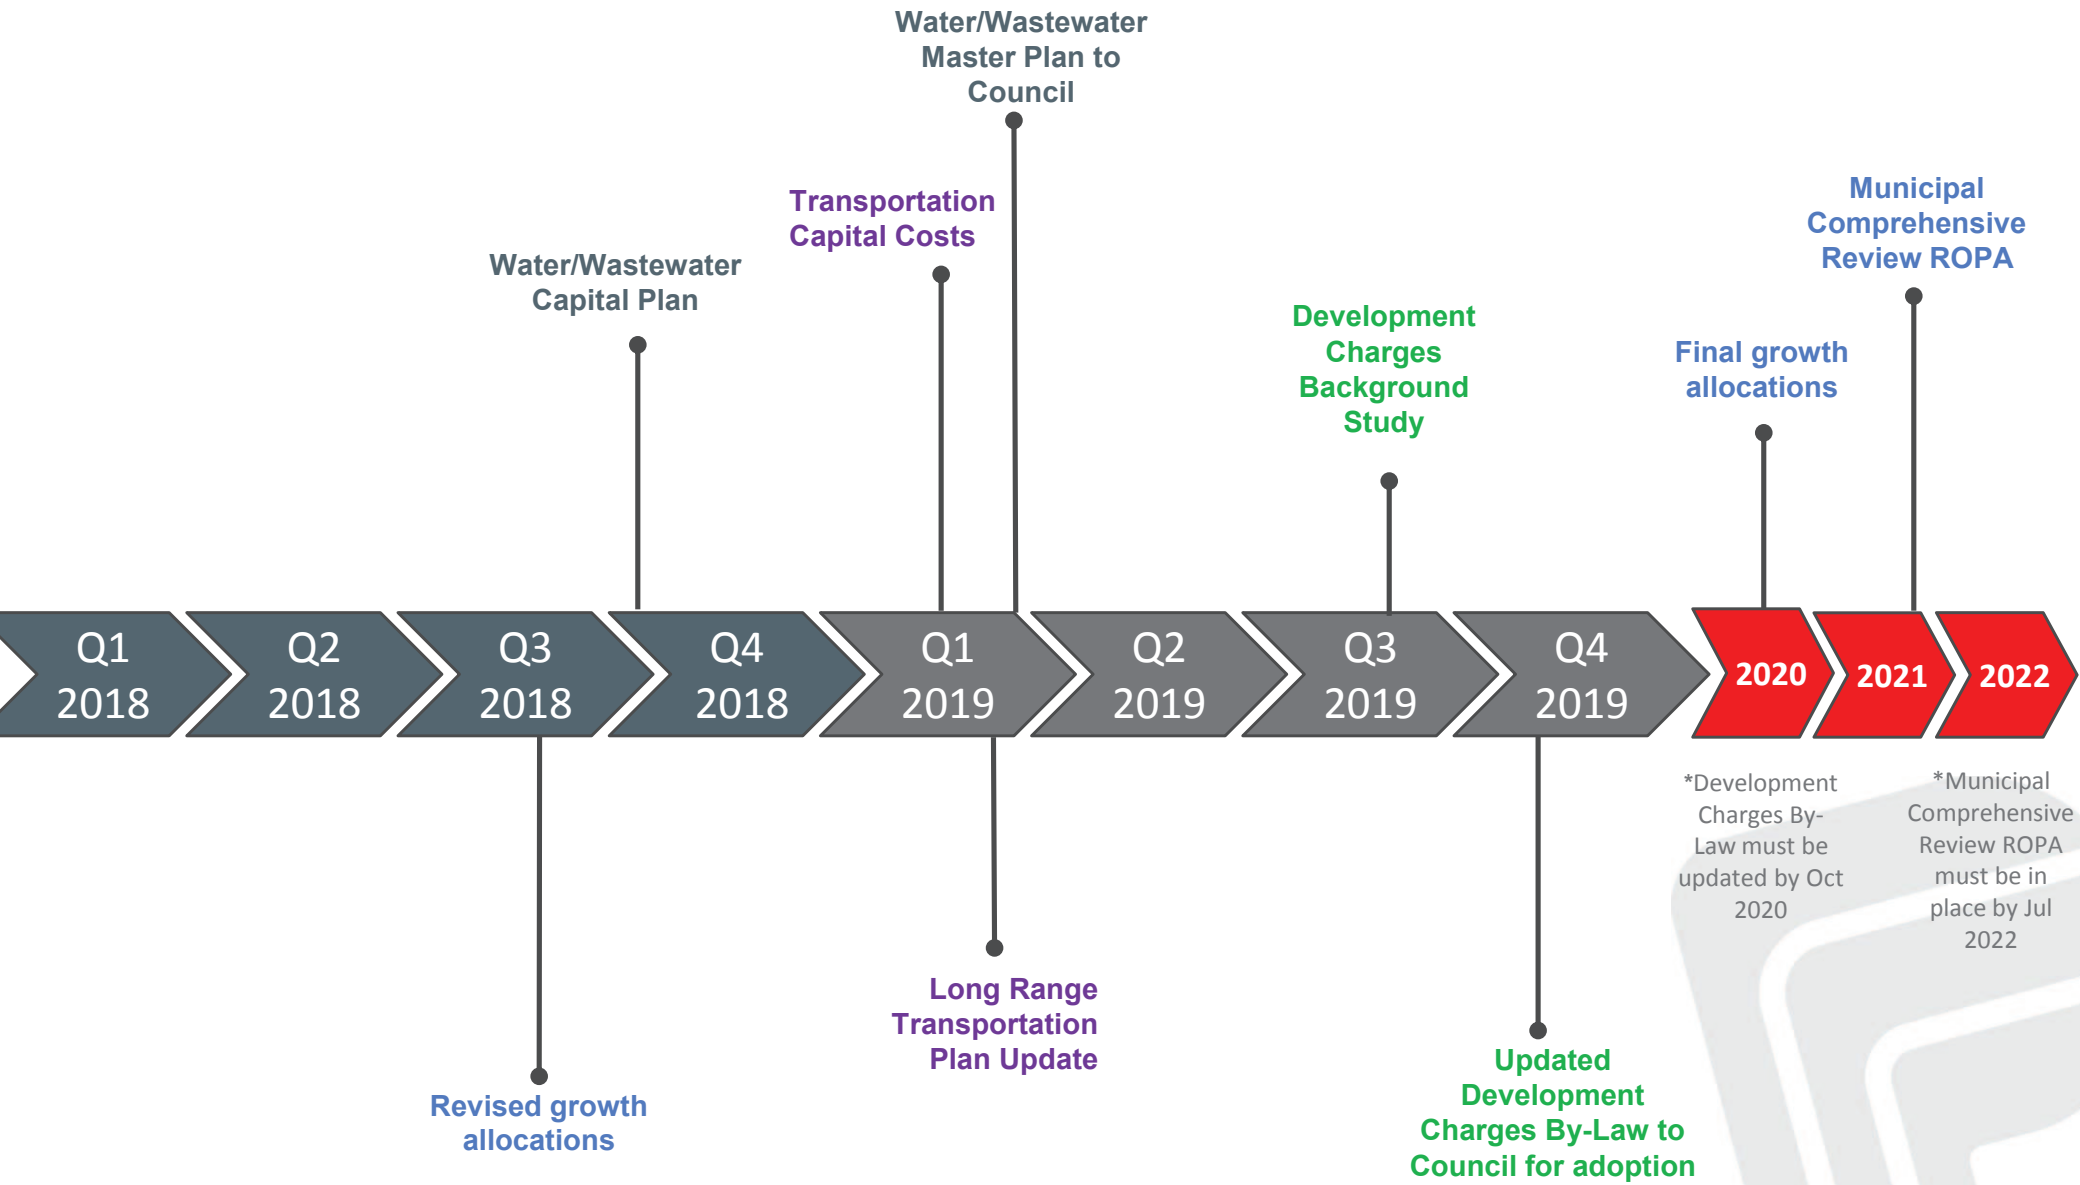 Water/Wastewater
Master Plan to
Council
Transportation
Capital Costs
Water/Wastewater
Capital Plan
Municipal
Comprehensive
Review ROPA
Development
Charges
Background
Study
Final growth
allocations
Q1
2018
Q2
2018
Q3
2018
Q4
2018
Q1
2019
Q2
2019
Q3
2019
Q4
2019
2020
2021
2022
*Development
Charges By-
Law must be
updated by Oct
2020
*Municipal
Comprehensive
Review ROPA
must be in
place by Jul
2022
Long Range
Transportation
Plan Update
Revised growth
allocations
Updated
Development
Charges By-Law to
Council for adoption